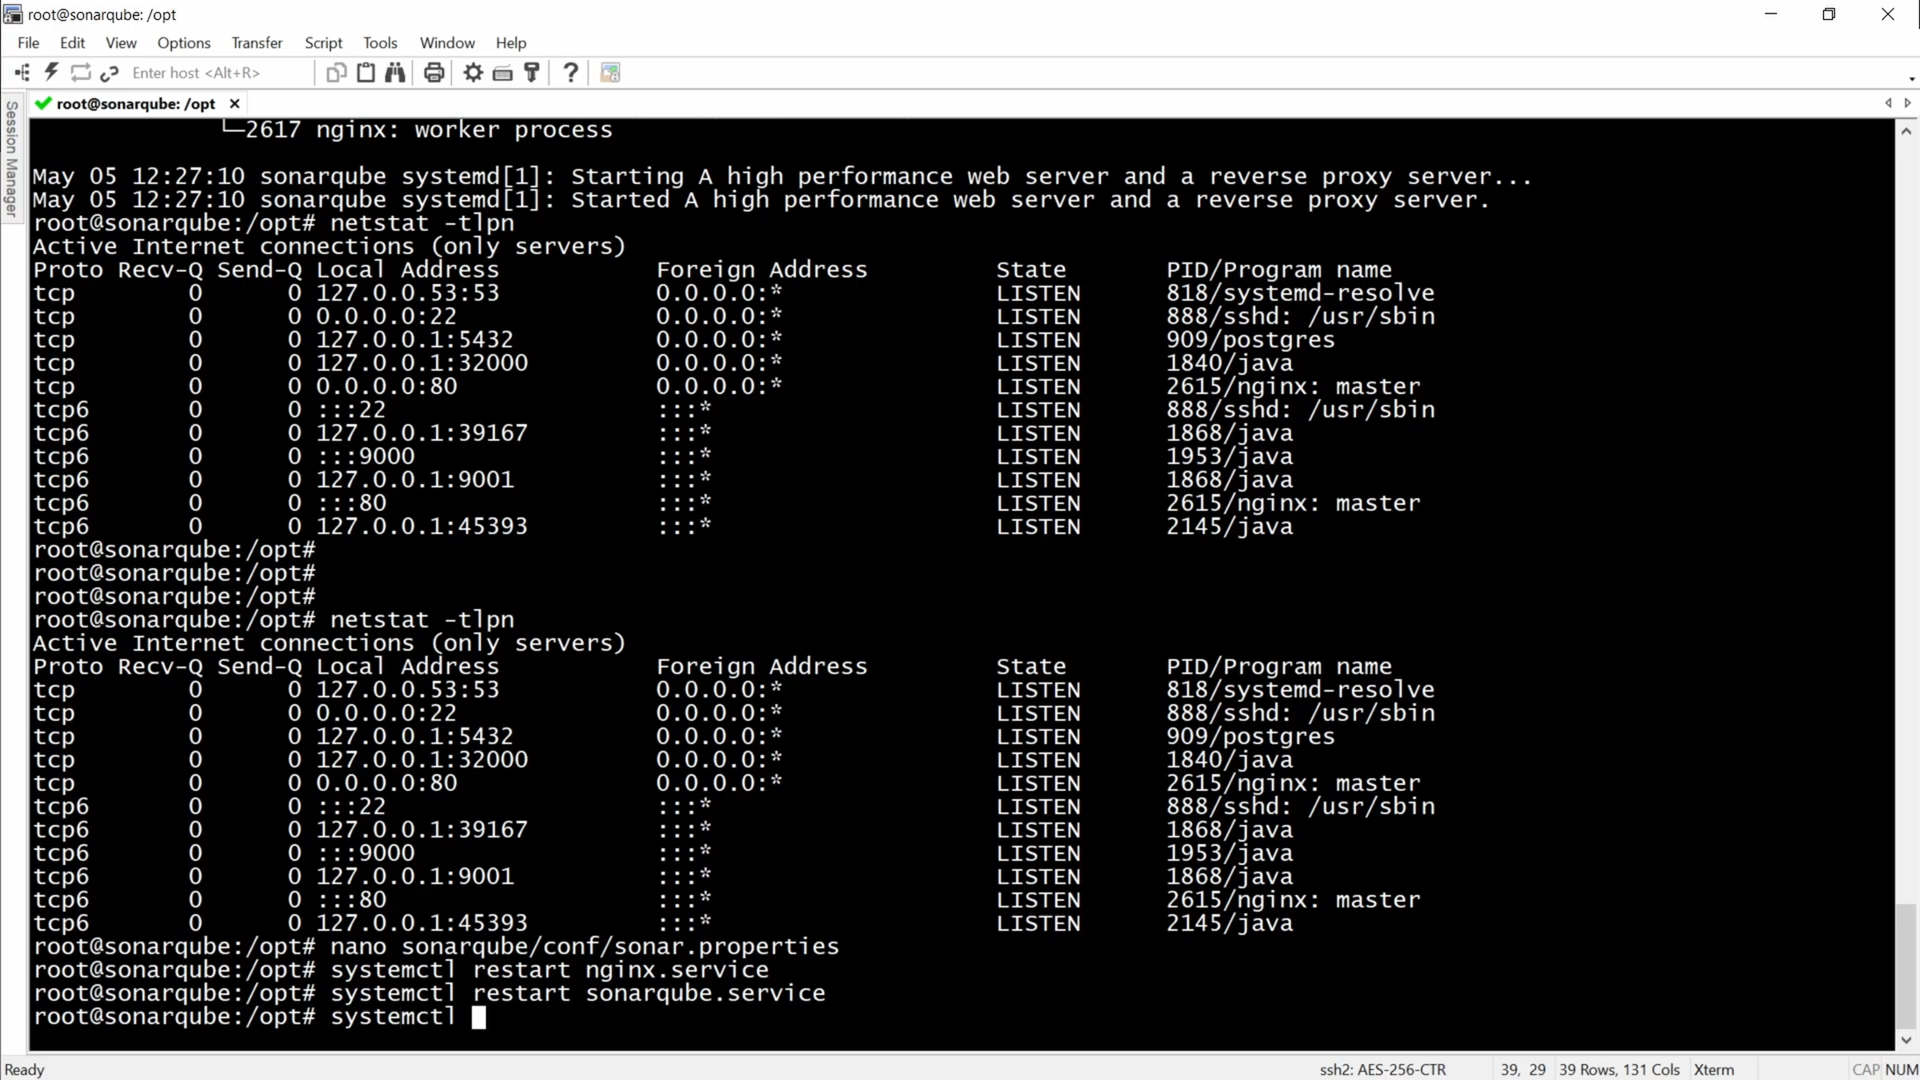 root@sonarqube: /opt
File Edit View Options Transfer Script Tools Window Help
Enter host <Alt+R>
root@sonarqube: /opt
Session Manager
└─2617 nginx: worker process
May 05 12:27:10 sonarqube systemd[1]: Starting A high performance web server and a reverse proxy server...
May 05 12:27:10 sonarqube systemd[1]: Started A high performance web server and a reverse proxy server.
root@sonarqube:/opt# netstat -tlpn
Active Internet connections (only servers)
Proto Recv-Q Send-Q Local Address           Foreign Address         State       PID/Program name
tcp        0      0 127.0.0.53:53           0.0.0.0:*               LISTEN      818/systemd-resolve
tcp        0      0 0.0.0.0:22              0.0.0.0:*               LISTEN      888/sshd: /usr/sbin
tcp        0      0 127.0.0.1:5432          0.0.0.0:*               LISTEN      909/postgres
tcp        0      0 127.0.0.1:32000         0.0.0.0:*               LISTEN      1840/java
tcp        0      0 0.0.0.0:80              0.0.0.0:*               LISTEN      2615/nginx: master
tcp6       0      0 :::22                   :::*                    LISTEN      888/sshd: /usr/sbin
tcp6       0      0 127.0.0.1:39167         :::*                    LISTEN      1868/java
tcp6       0      0 :::9000                 :::*                    LISTEN      1953/java
tcp6       0      0 127.0.0.1:9001          :::*                    LISTEN      1868/java
tcp6       0      0 :::80                   :::*                    LISTEN      2615/nginx: master
tcp6       0      0 127.0.0.1:45393         :::*                    LISTEN      2145/java
root@sonarqube:/opt#
root@sonarqube:/opt#
root@sonarqube:/opt#
root@sonarqube:/opt# netstat -tlpn
Active Internet connections (only servers)
Proto Recv-Q Send-Q Local Address           Foreign Address         State       PID/Program name
tcp        0      0 127.0.0.53:53           0.0.0.0:*               LISTEN      818/systemd-resolve
tcp        0      0 0.0.0.0:22              0.0.0.0:*               LISTEN      888/sshd: /usr/sbin
tcp        0      0 127.0.0.1:5432          0.0.0.0:*               LISTEN      909/postgres
tcp        0      0 127.0.0.1:32000         0.0.0.0:*               LISTEN      1840/java
tcp        0      0 0.0.0.0:80              0.0.0.0:*               LISTEN      2615/nginx: master
tcp6       0      0 :::22                   :::*                    LISTEN      888/sshd: /usr/sbin
tcp6       0      0 127.0.0.1:39167         :::*                    LISTEN      1868/java
tcp6       0      0 :::9000                 :::*                    LISTEN      1953/java
tcp6       0      0 127.0.0.1:9001          :::*                    LISTEN      1868/java
tcp6       0      0 :::80                   :::*                    LISTEN      2615/nginx: master
tcp6       0      0 127.0.0.1:45393         :::*                    LISTEN      2145/java
root@sonarqube:/opt# nano sonarqube/conf/sonar.properties
root@sonarqube:/opt# systemctl restart nginx.service
root@sonarqube:/opt# systemctl restart sonarqube.service
root@sonarqube:/opt# systemctl
Ready ssh2: AES-256-CTR 39, 29 39 Rows, 131 Cols Xterm CAP NUM